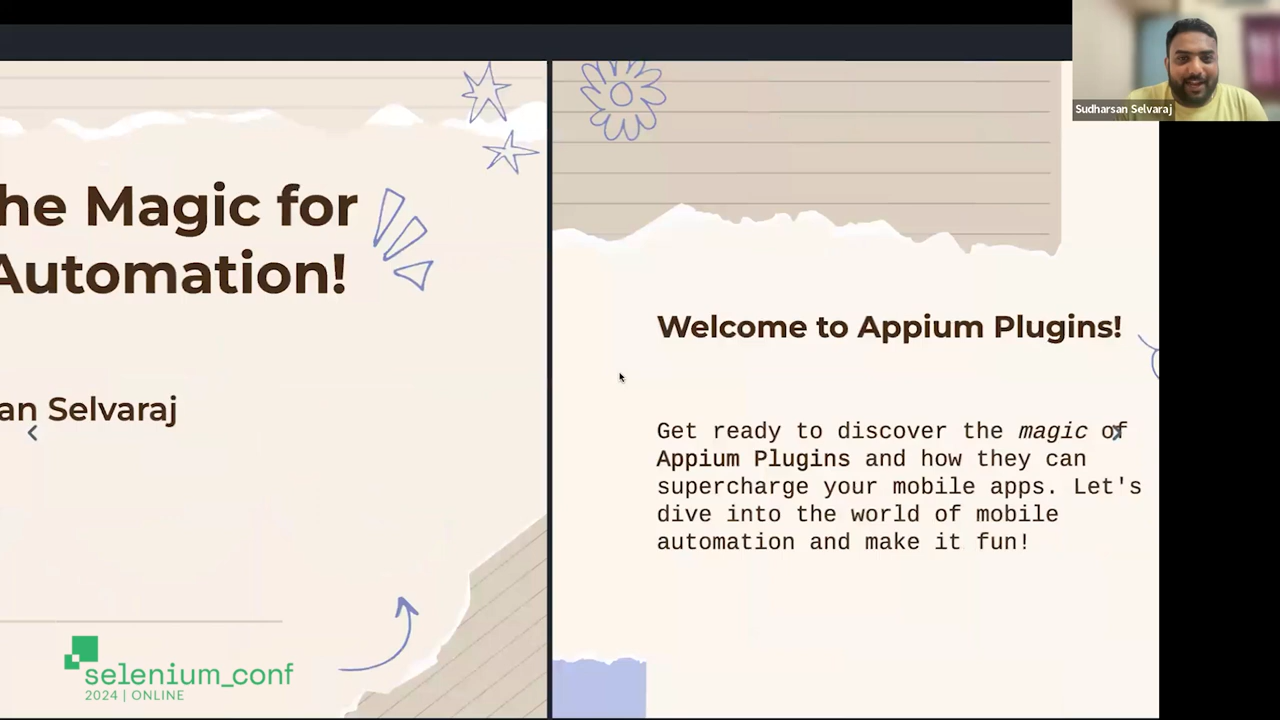 he Magic for
Automation!
an Selvaraj
selenium_conf
2024 | ONLINE
Welcome to Appium Plugins!
Get ready to discover the magic of
Appium Plugins and how they can
supercharge your mobile apps. Let's
dive into the world of mobile
automation and make it fun!
Sudharsan Selvaraj